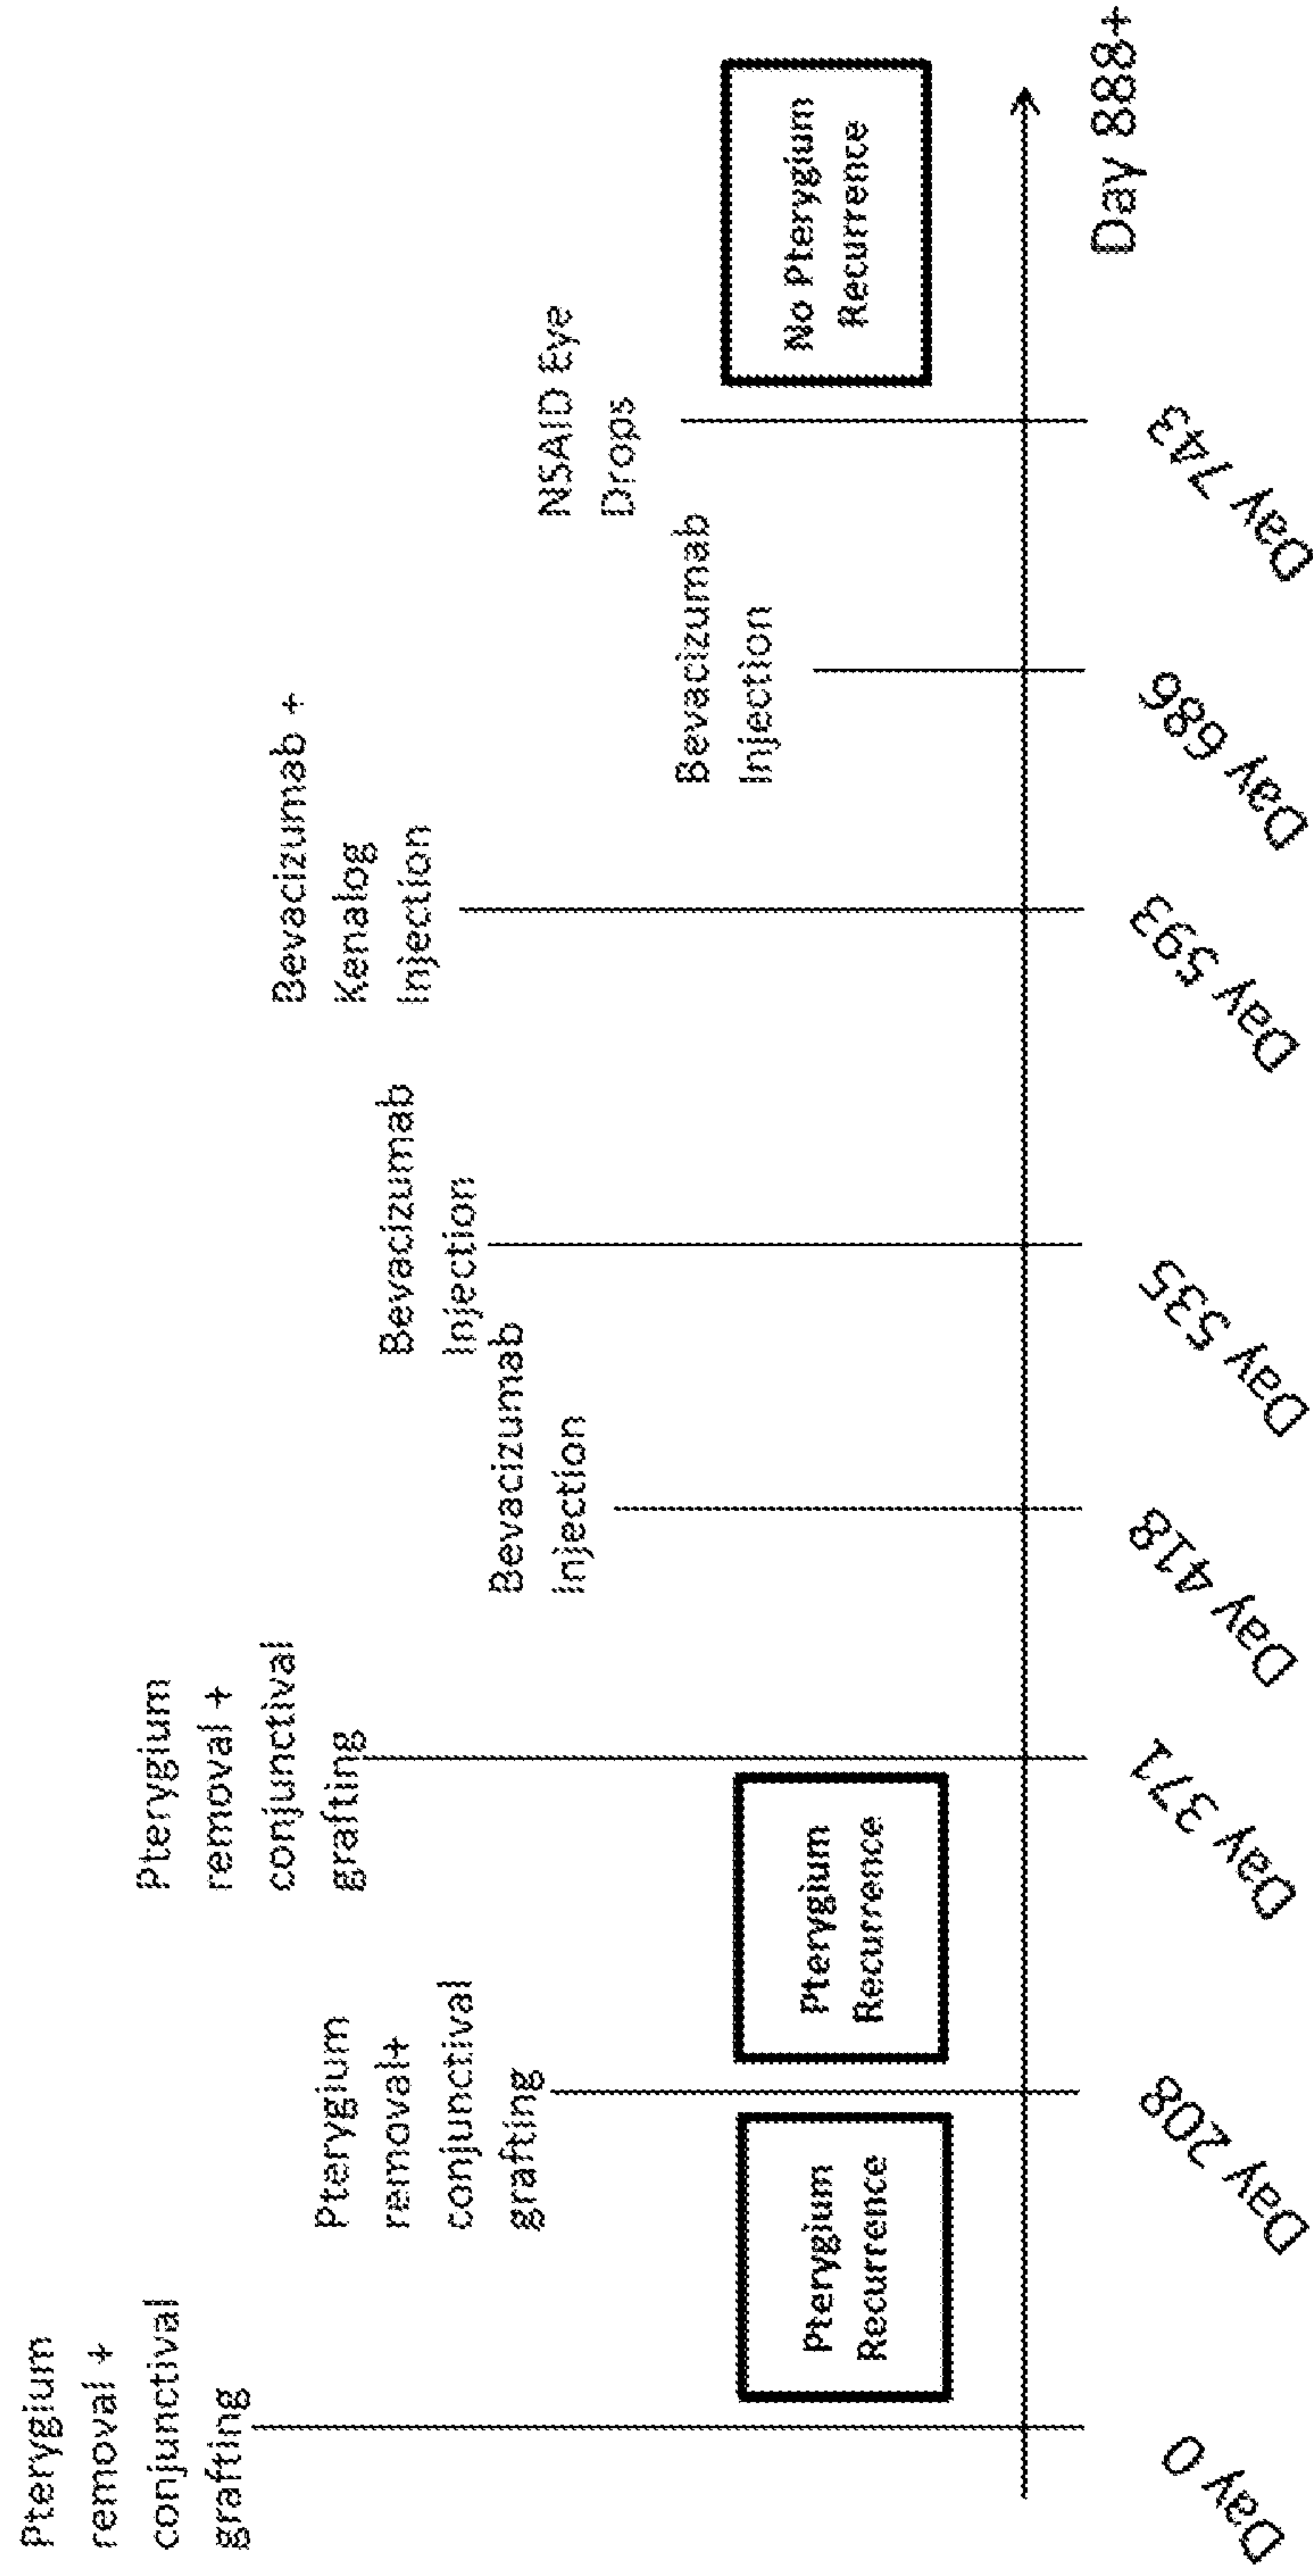 Pterygium
removal +
conjunctival
grafting
Pterygium
removal+
conjunctival
grafting
Pterygium
removal +
conjunctival
grafting
Bevacizumab
Injection
Bevacizumab
Injection
Bevacizumab +
Kenalog
Injection
Bevacizumab
Injection
NSAID Eye
Drops
Pterygium
Recurrence
Pterygium
Recurrence
No Pterygium
Recurrence
Day 0
Day 208
Day 371
Day 418
Day 535
Day 593
Day 686
Day 743
Day 888+